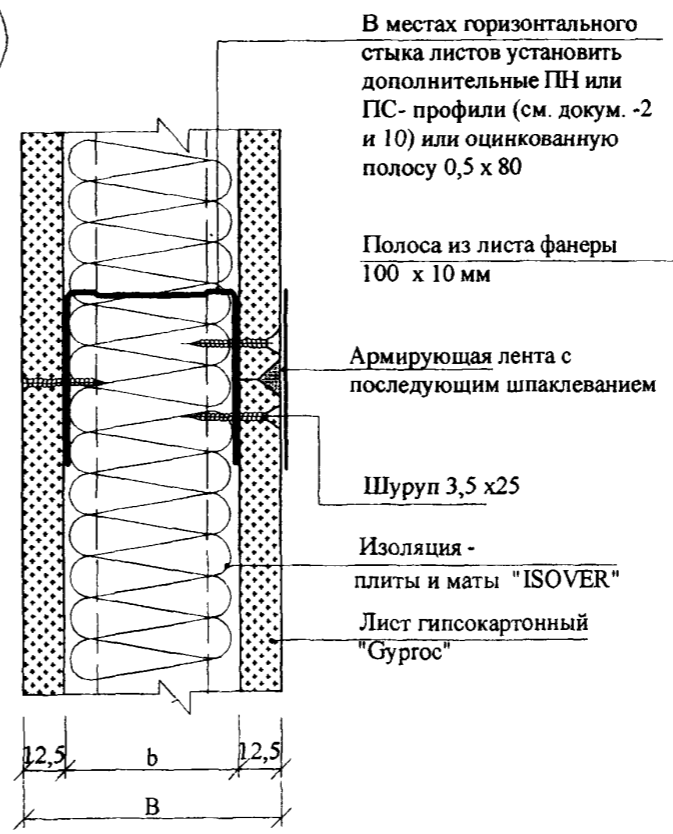 В местах горизонтального
стыка листов установить
дополнительные ПН или
ПС- профили (см. докум. -2
и 10) или оцинкованную
полосу 0,5 х 80
Полоса из листа фанеры
100 х 10 мм
Армирующая лента с
последующим шпаклеванием
Шуруп 3,5 х25
Изоляция -
плиты и маты "ISOVER"
Лист гипсокартонный
"Gyproc"
12,5
b
12,5
B